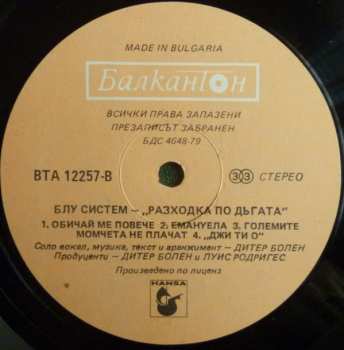 MADE IN BULGARIA
Балкантон
ВСИЧКИ ПРАВА ЗАПАЗЕНИ
ПРЕЗАПИСЪТ ЗАБРАНЕН
БДС 4648-79
ВТА 12257-В
33 СТЕРЕО
БЛУ СИСТЕМ – „РАЗХОДКА ПО ДЪГАТА"
1. ОБИЧАЙ МЕ ПОВЕЧЕ 2. ЕМАНУЕЛА 3. ГОЛЕМИТЕ
МОМЧЕТА НЕ ПЛАЧАТ 4. „ДЖИ ТИ О"
Соло вокал, музика, текст и аранжимент – ДИТЕР БОЛЕН
Продуценти – ДИТЕР БОЛЕН и ЛУИС РОДРИГЕС
Произведено по лиценз
HANSA